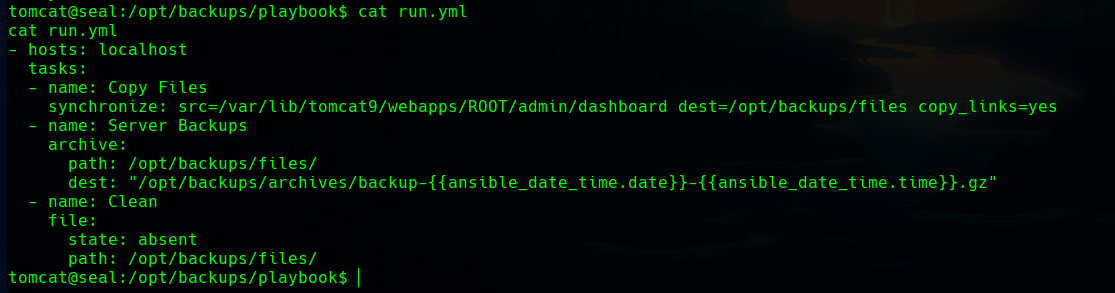 tomcat@seal:/opt/backups/playbook$ cat run.yml
cat run.yml
- hosts: localhost
  tasks:
  - name: Copy Files
    synchronize: src=/var/lib/tomcat9/webapps/ROOT/admin/dashboard dest=/opt/backups/files copy_links=yes
  - name: Server Backups
    archive:
      path: /opt/backups/files/
      dest: "/opt/backups/archives/backup-{{ansible_date_time.date}}-{{ansible_date_time.time}}.gz"
  - name: Clean
    file:
      state: absent
      path: /opt/backups/files/
tomcat@seal:/opt/backups/playbook$